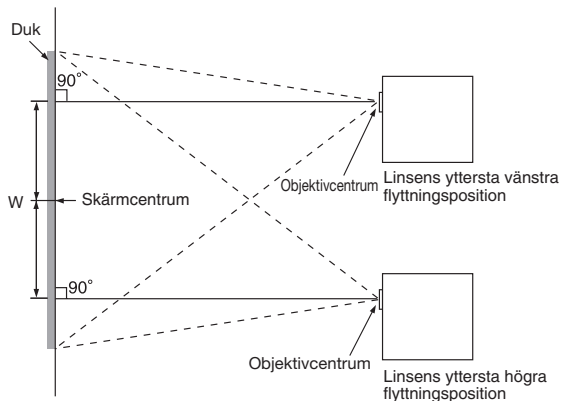 Duk
90°
Objektivcentrum
Linsens yttersta vänstra
flyttningsposition
W
Skärmcentrum
90°
Objektivcentrum
Linsens yttersta högra
flyttningsposition